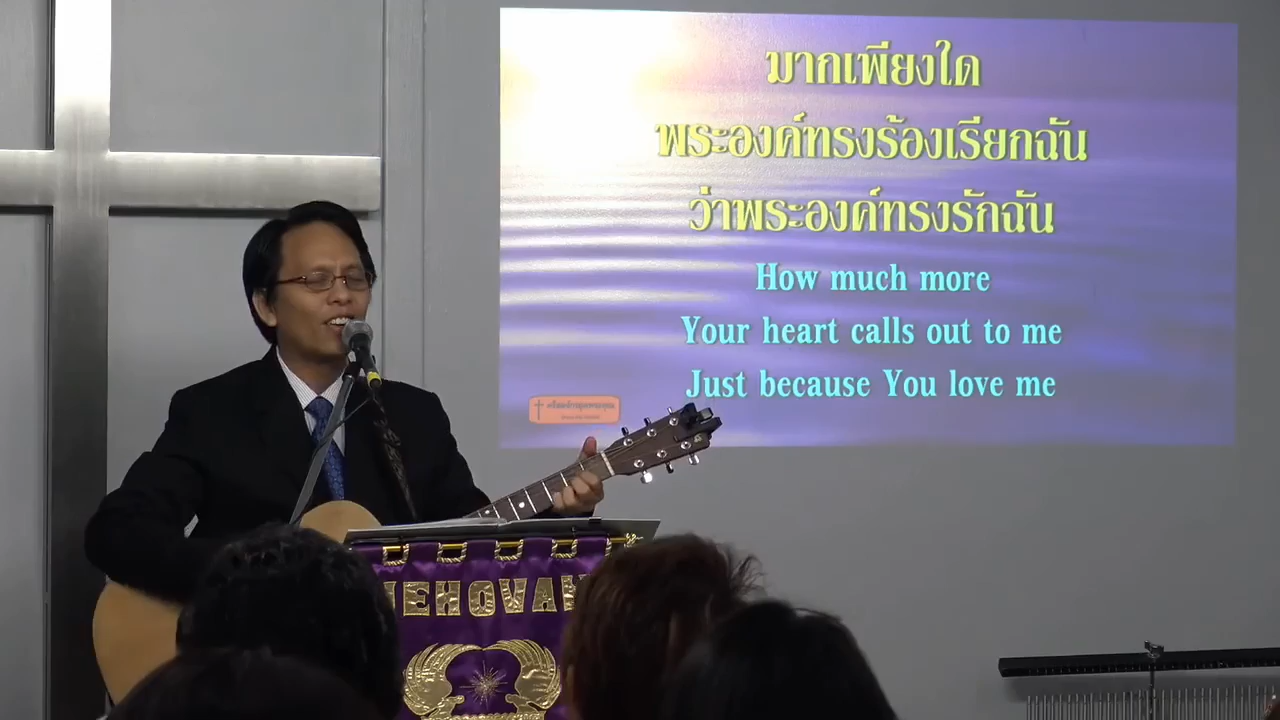 มากเพียงใด
พระองค์ทรงร้องเรียกฉัน
ว่าพระองค์ทรงรักฉัน
How much more
Your heart calls out to me
Just because You love me
JEHOVAH